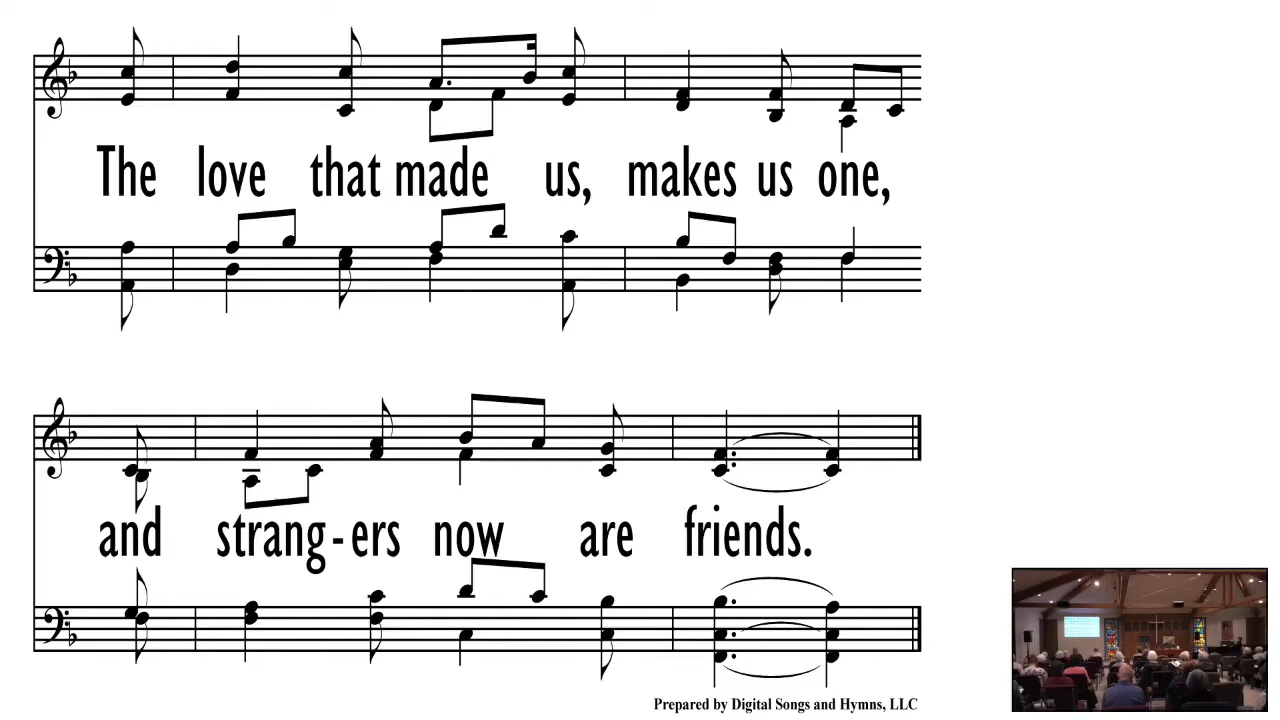 The love that made us, makes us one,
and strang-ers now are friends.
Prepared by Digital Songs and Hymns, LLC